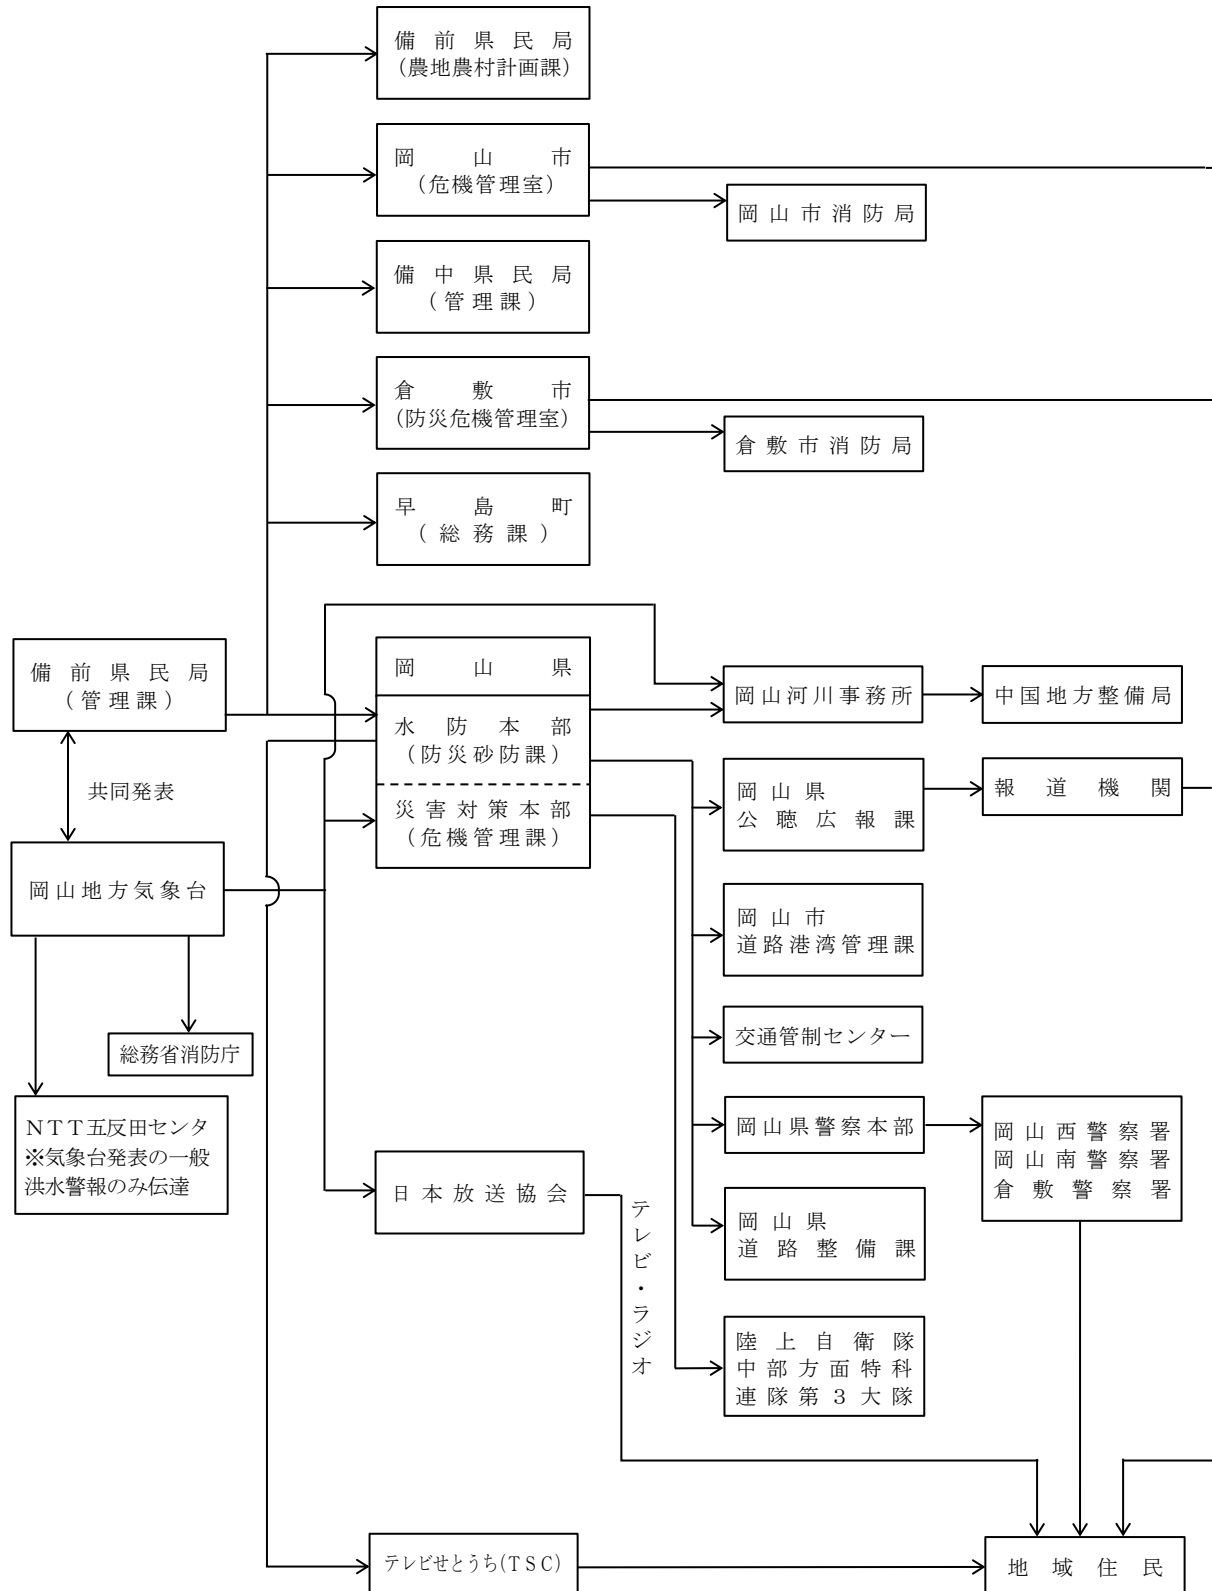 備前県民局
(農地農村計画課)
岡山市
(危機管理室)
岡山市消防局
備中県民局
(管理課)
倉敷市
(防災危機管理室)
倉敷市消防局
早島町
(総務課)
備前県民局
(管理課)
共同発表
岡山地方気象台
総務省消防庁
NTT五反田センタ
※気象台発表の一般
洪水警報のみ伝達
岡山県
水防本部
(防災砂防課)
災害対策本部
(危機管理課)
日本放送協会
テレビ・ラジオ
テレビせとうち(TSC)
岡山河川事務所
中国地方整備局
岡山県
公聴広報課
報道機関
岡山市
道路港湾管理課
交通管制センター
岡山県警察本部
岡山西警察署
岡山南警察署
倉敷警察署
岡山県
道路整備課
陸上自衛隊
中部方面特科
連隊第3大隊
地域住民